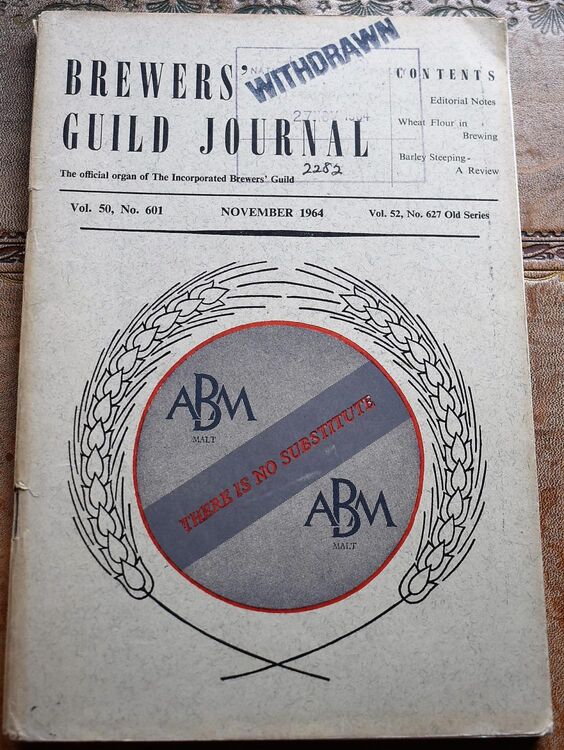 BREWERS'
GUILD JOURNAL
WITHDRAWN
2282
The official organ of The Incorporated Brewers' Guild
CONTENTS
Editorial Notes
Wheat Flour in
Brewing
Barley Steeping-
A Review
Vol. 50, No. 601
NOVEMBER 1964
Vol. 52, No. 627 Old Series
ABM
MALT
THERE IS NO SUBSTITUTE
ABM
MALT